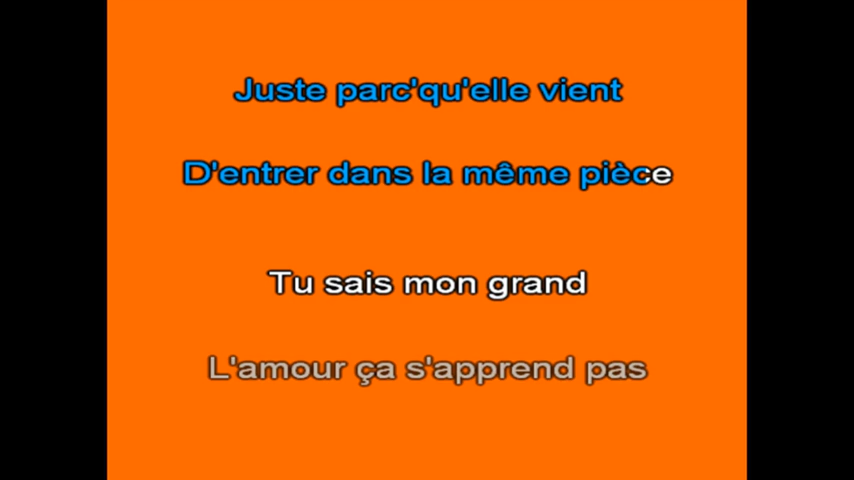 Juste parc'qu'elle vient
D'entrer dans la même pièce
Tu sais mon grand
L'amour ça s'apprend pas